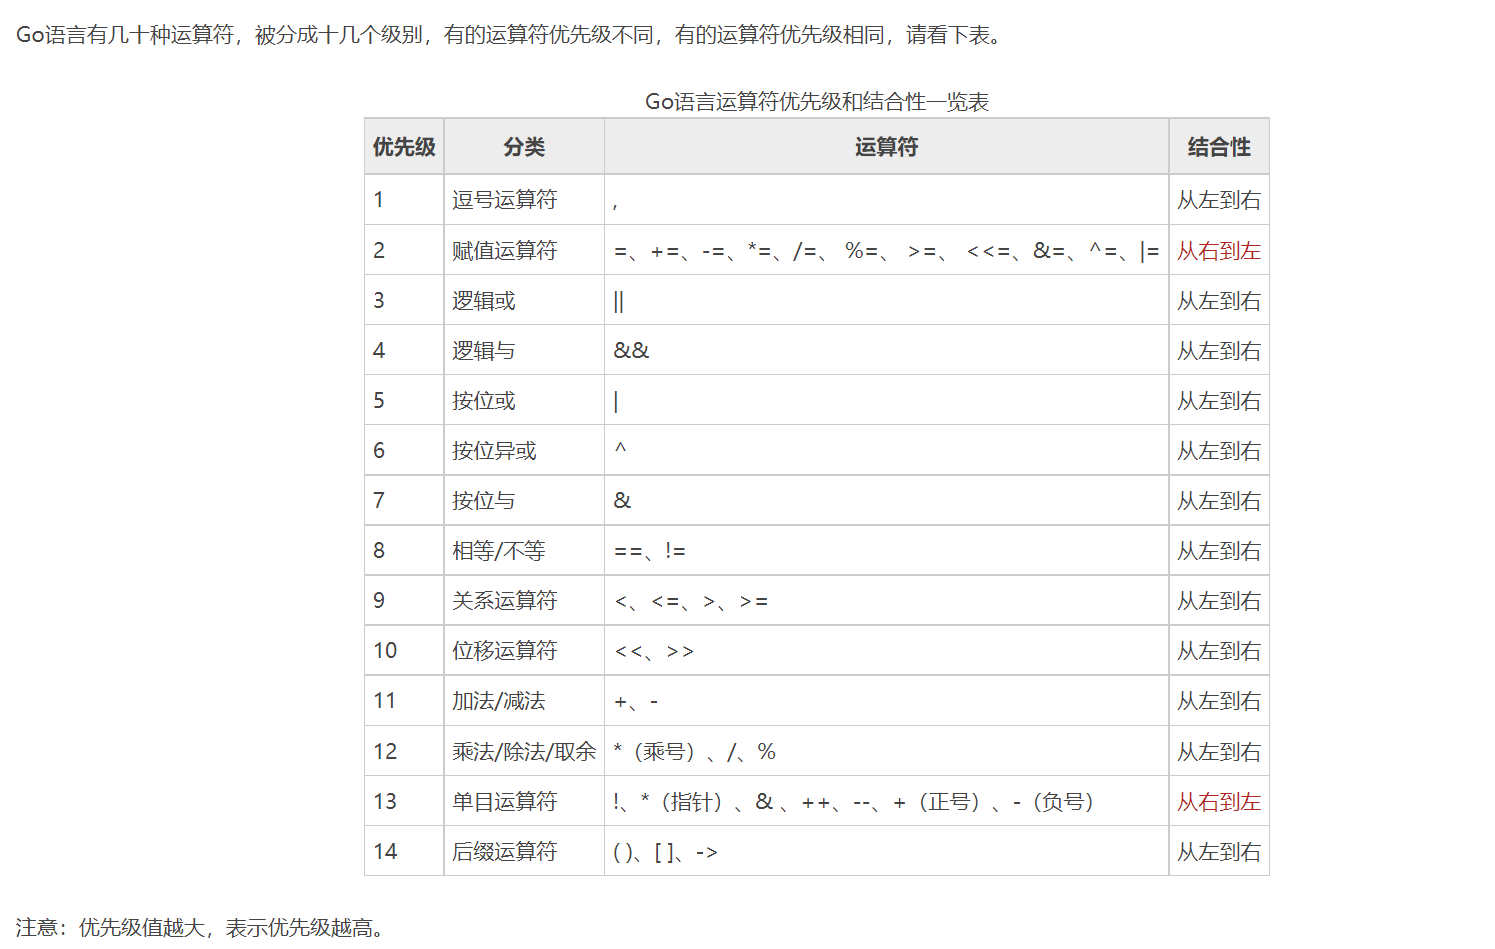 Go语言有几十种运算符，被分成十几个级别，有的运算符优先级不同，有的运算符优先级相同，请看下表。
Go语言运算符优先级和结合性一览表
优先级 分类 运算符 结合性
1 逗号运算符 , 从左到右
2 赋值运算符 =、+=、-=、*=、/=、 %=、 >=、 <<=、&=、^=、|= 从右到左
3 逻辑或 || 从左到右
4 逻辑与 && 从左到右
5 按位或 | 从左到右
6 按位异或 ^ 从左到右
7 按位与 & 从左到右
8 相等/不等 ==、!= 从左到右
9 关系运算符 <、<=、>、>= 从左到右
10 位移运算符 <<、>> 从左到右
11 加法/减法 +、- 从左到右
12 乘法/除法/取余 *（乘号）、/、% 从左到右
13 单目运算符 !、*（指针）、& 、++、--、+（正号）、-（负号） 从右到左
14 后缀运算符 ( )、[ ]、-> 从左到右
注意：优先级值越大，表示优先级越高。